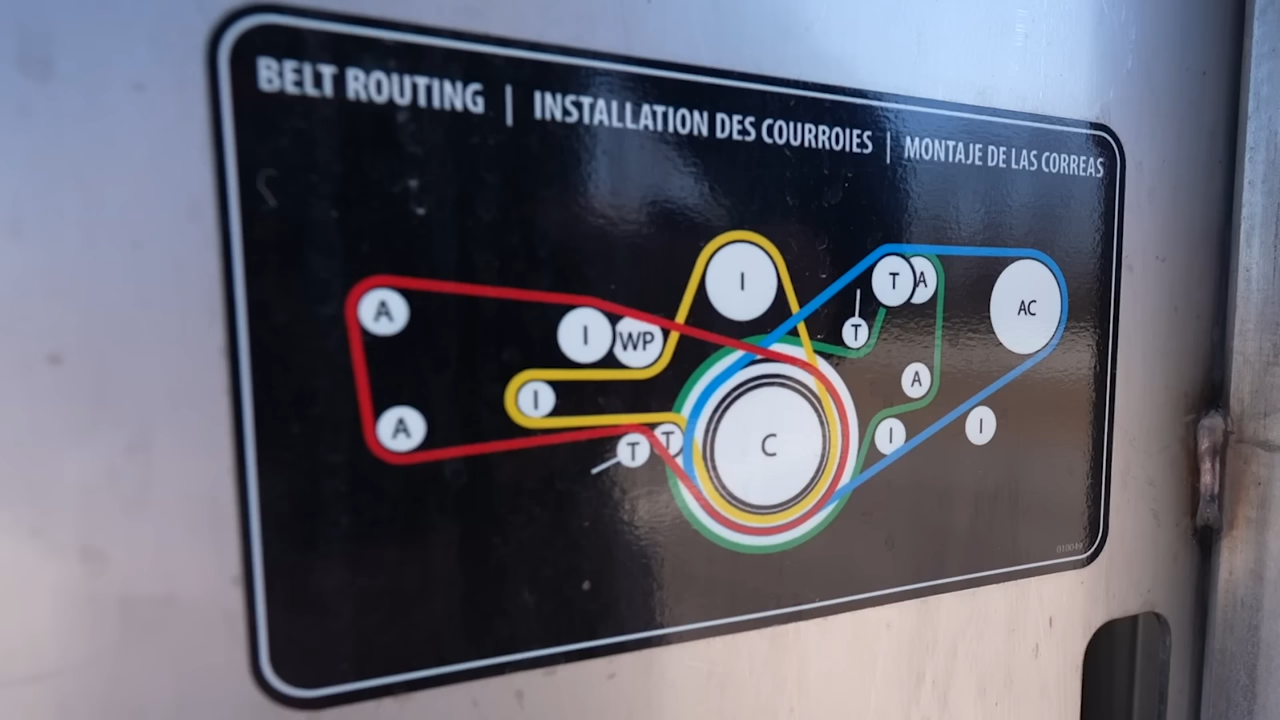 BELT ROUTING | INSTALLATION DES COURROIES | MONTAJE DE LAS CORREAS
I
T A
AC
A
I WP
T
I
A
A
T T
C
I
I